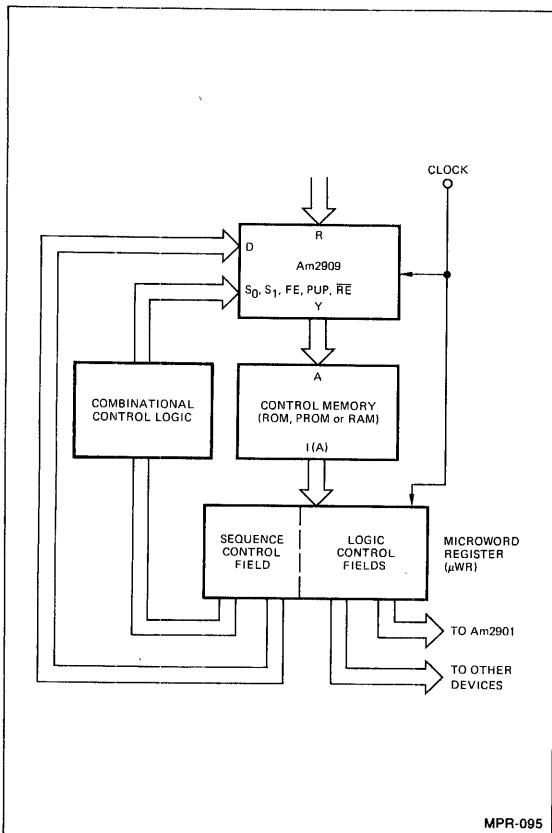 CLOCK
R
D
Am2909
S₀, S₁, FE, PUP, R̅E̅
Y
A
COMBINATIONAL
CONTROL LOGIC
CONTROL MEMORY
(ROM, PROM or RAM)
I (A)
SEQUENCE
CONTROL
FIELD
LOGIC
CONTROL
FIELDS
MICROWORD
REGISTER
(μWR)
TO Am2901
TO OTHER
DEVICES
MPR-095